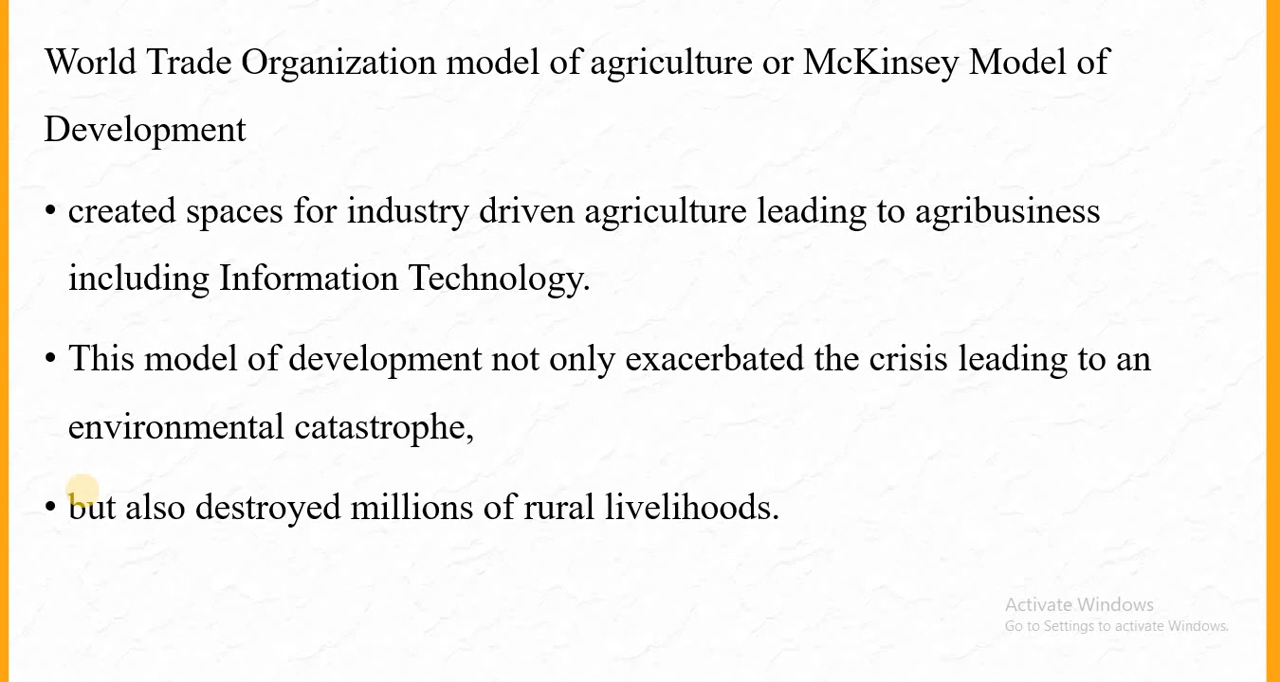 World Trade Organization model of agriculture or McKinsey Model of
Development
• created spaces for industry driven agriculture leading to agribusiness
including Information Technology.
• This model of development not only exacerbated the crisis leading to an
environmental catastrophe,
• but also destroyed millions of rural livelihoods.
Activate Windows
Go to Settings to activate Windows.